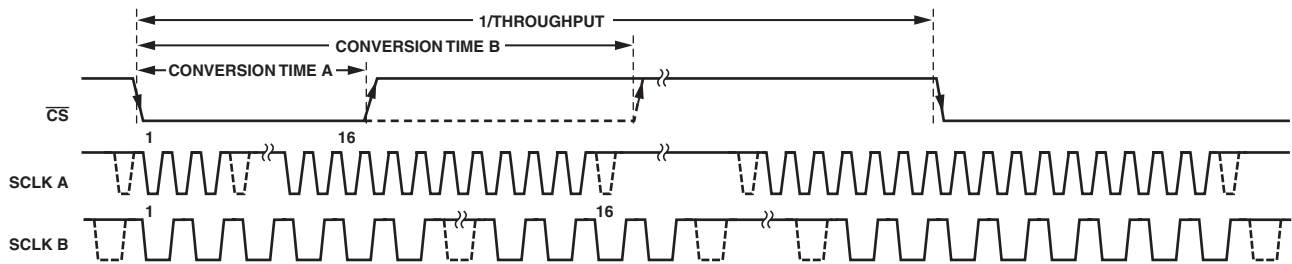 1/THROUGHPUT
CONVERSION TIME B
CONVERSION TIME A
CS
1 16
SCLK A
1 16
SCLK B